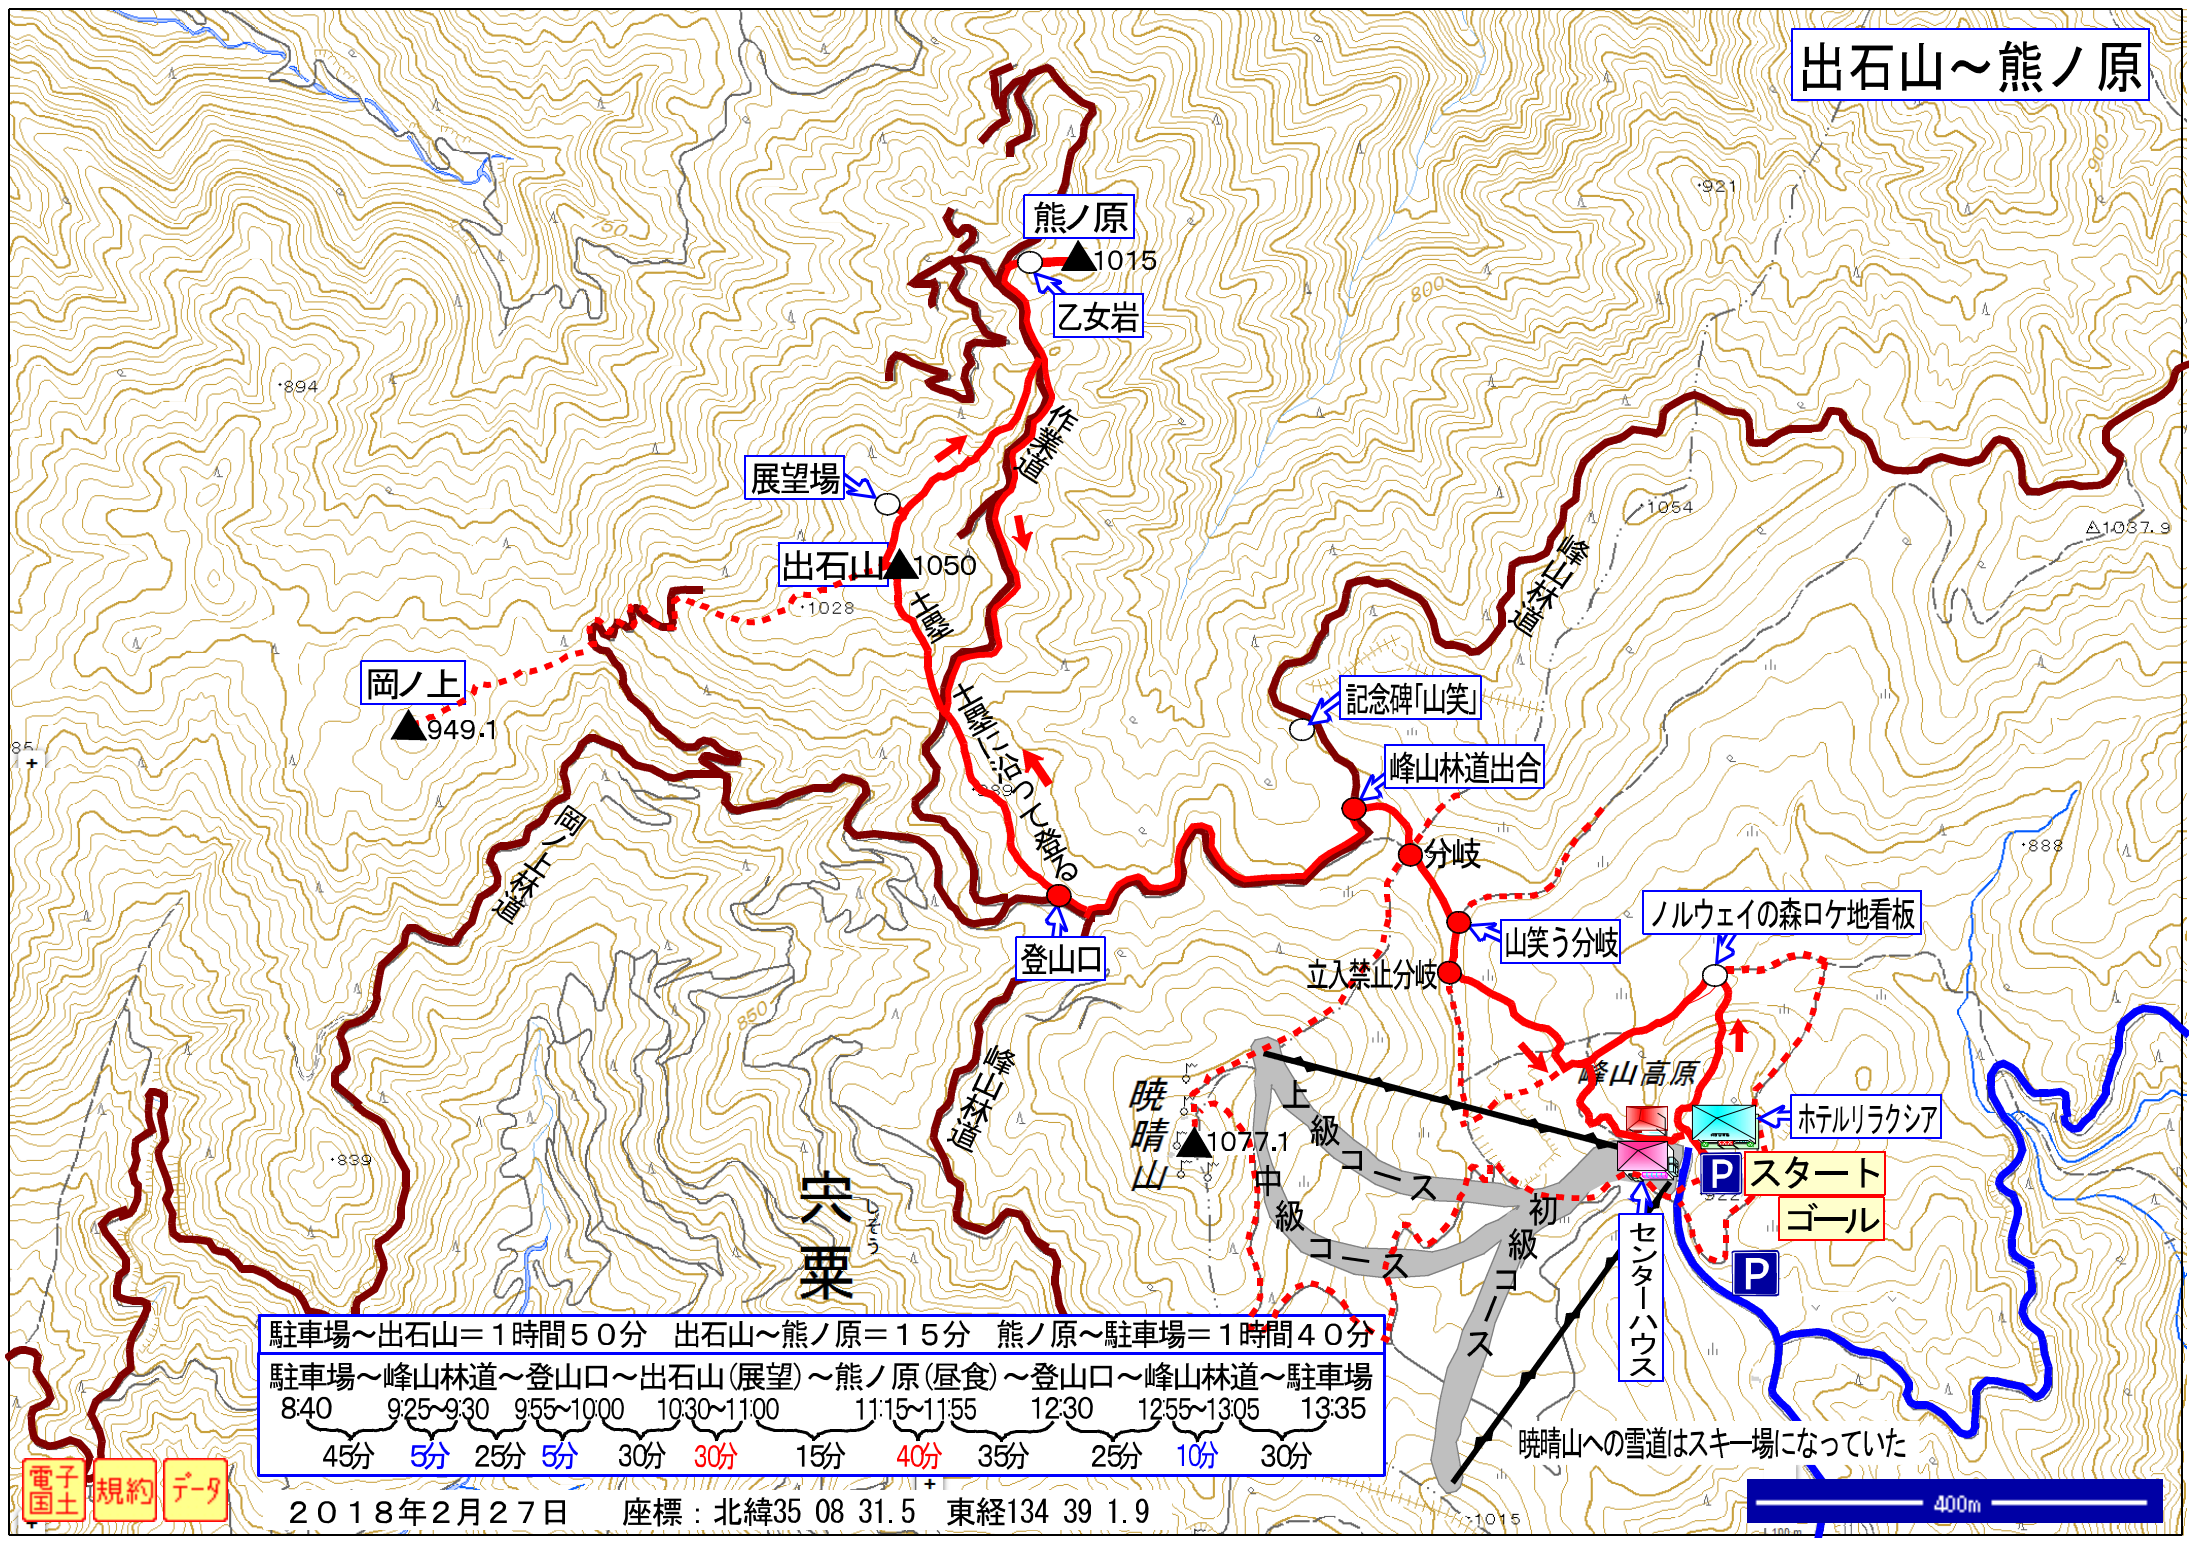 出石山～熊ノ原
900
・921
750
熊ノ原
▲1015
乙女岩
800
・894
作業道
展望場
・1054
△1037.9
峰山林道
出石山
▲1050
・1028
土塁
岡ノ上
▲949.1
土塁に沿って登る
記念碑「山笑」
峰山林道出合
85
・989
岡ノ上林道
分岐
・888
ノルウェイの森ロケ地看板
山笑う分岐
登山口
立入禁止分岐
850
峰山林道
峰山高原
暁晴山
▲1077.1
上級コース
ホテルリラクシア
・839
中級コース
P
スタート
922
ゴール
初級コース
宍粟
しそう
センターハウス
P
駐車場～出石山＝１時間５０分　出石山～熊ノ原＝１５分　熊ノ原～駐車場＝１時間４０分
駐車場～峰山林道～登山口～出石山(展望)～熊ノ原(昼食)～登山口～峰山林道～駐車場
8:40 9:25～9:30 9:55～10:00 10:30～11:00 11:15～11:55 12:30 12:55～13:05 13:35
45分 5分 25分 5分 30分 30分 15分 40分 35分 25分 10分 30分
暁晴山への雪道はスキー場になっていた
電子国土
規約
データ
２０１８年２月２７日　座標：北緯35 08 31.5　東経134 39 1.9
400m
・1015